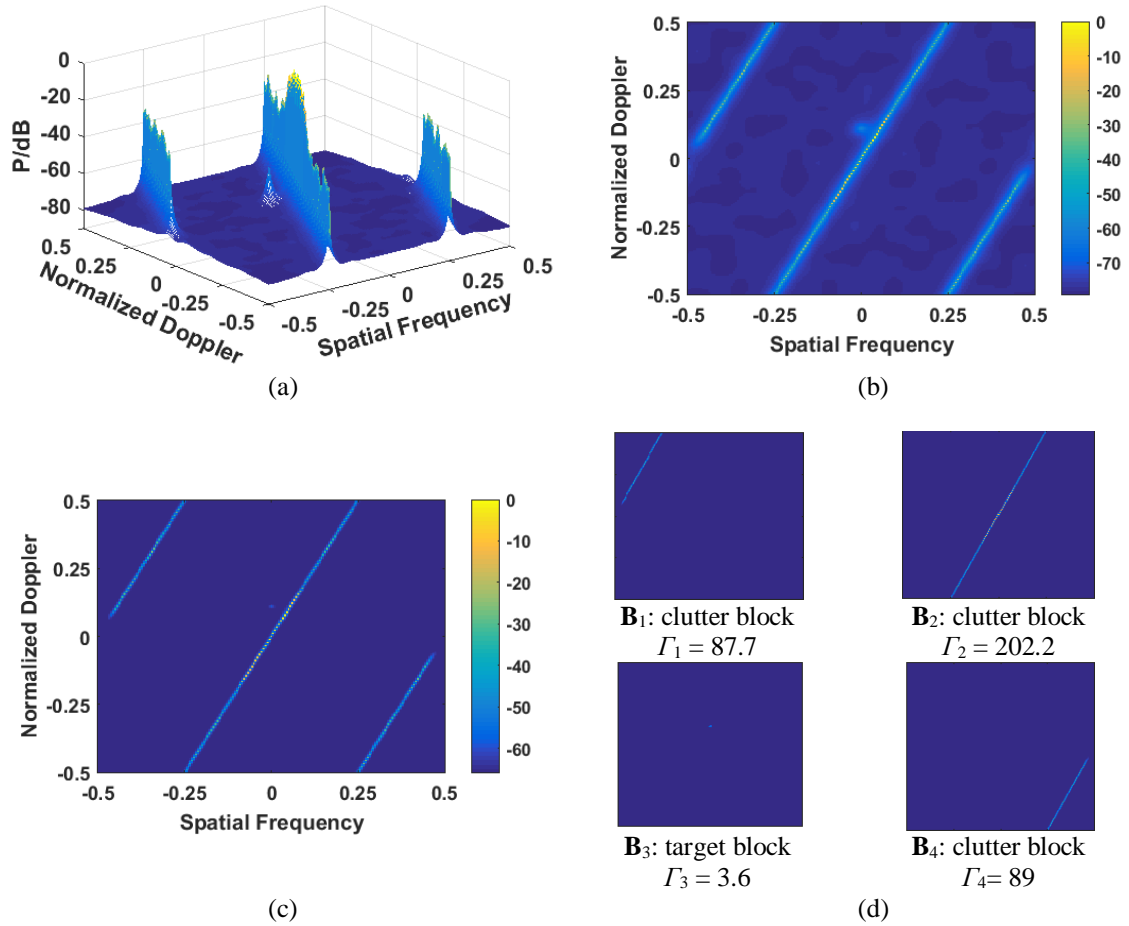 0
-20
-40
-60
-80
P/dB
0.5
0.25
0
-0.25
-0.5
Normalized Doppler
-0.5
-0.25
0
0.25
0.5
Spatial Frequency
(a)
0.5
0.25
0
-0.25
-0.5
Normalized Doppler
-0.5
-0.25
0
0.25
0.5
Spatial Frequency
0
-10
-20
-30
-40
-50
-60
-70
(b)
0.5
0.25
0
-0.25
-0.5
Normalized Doppler
-0.5
-0.25
0
0.25
0.5
Spatial Frequency
0
-10
-20
-30
-40
-50
-60
(c)
B₁: clutter block
Γ₁ = 87.7
B₂: clutter block
Γ₂ = 202.2
B₃: target block
Γ₃ = 3.6
B₄: clutter block
Γ₄= 89
(d)